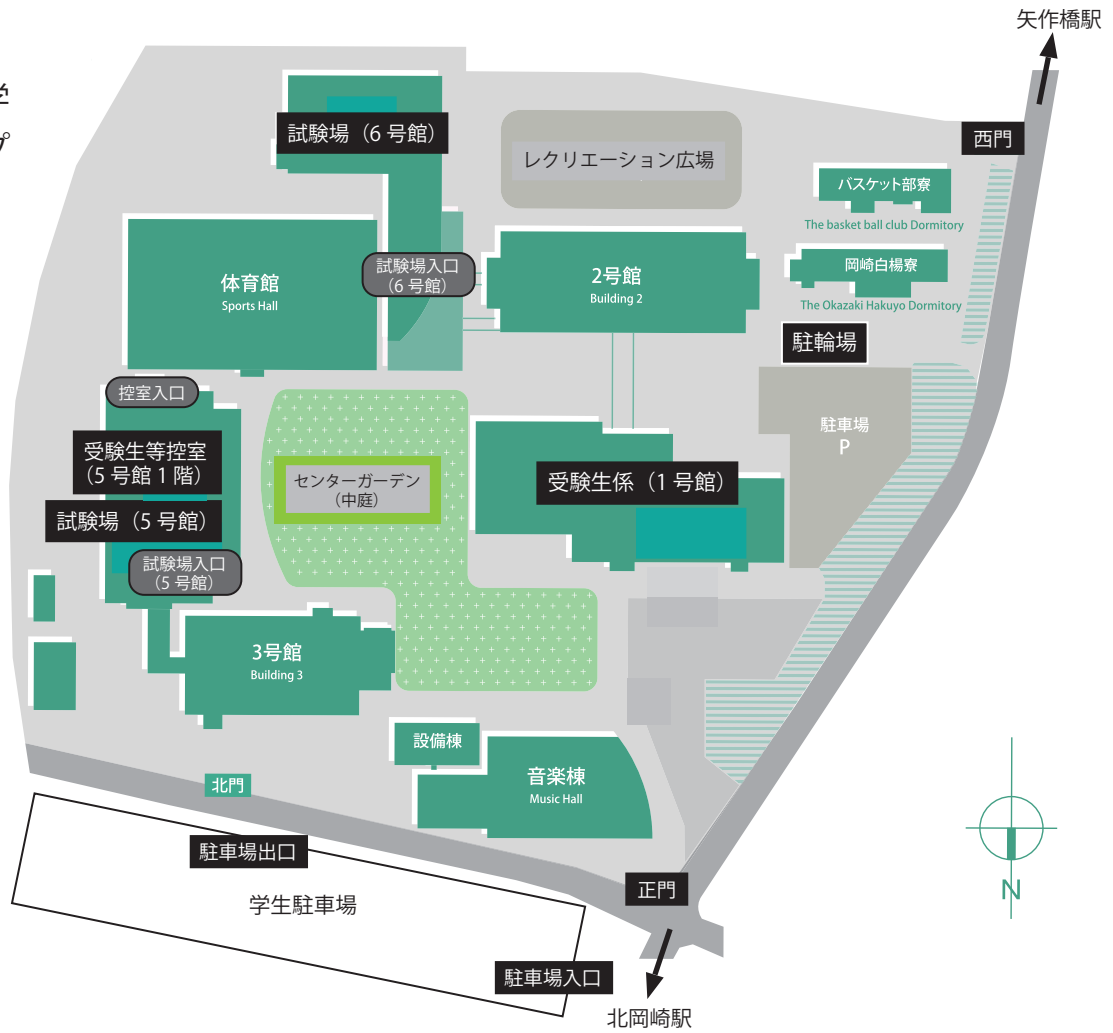 矢作橋駅
学
プ
試験場（6 号館）
西門
レクリエーション広場
バスケット部寮
The basket ball club Dormitory
岡崎白楊寮
The Okazaki Hakuyo Dormitory
体育館
Sports Hall
試験場入口
（6 号館）
2号館
Building 2
駐輪場
控室入口
駐車場
P
受験生等控室
（5 号館 1 階）
センターガーデン
（中庭）
受験生係（1 号館）
試験場（5 号館）
試験場入口
（5 号館）
3号館
Building 3
設備棟
音楽棟
Music Hall
北門
駐車場出口
学生駐車場
正門
N
駐車場入口
北岡崎駅